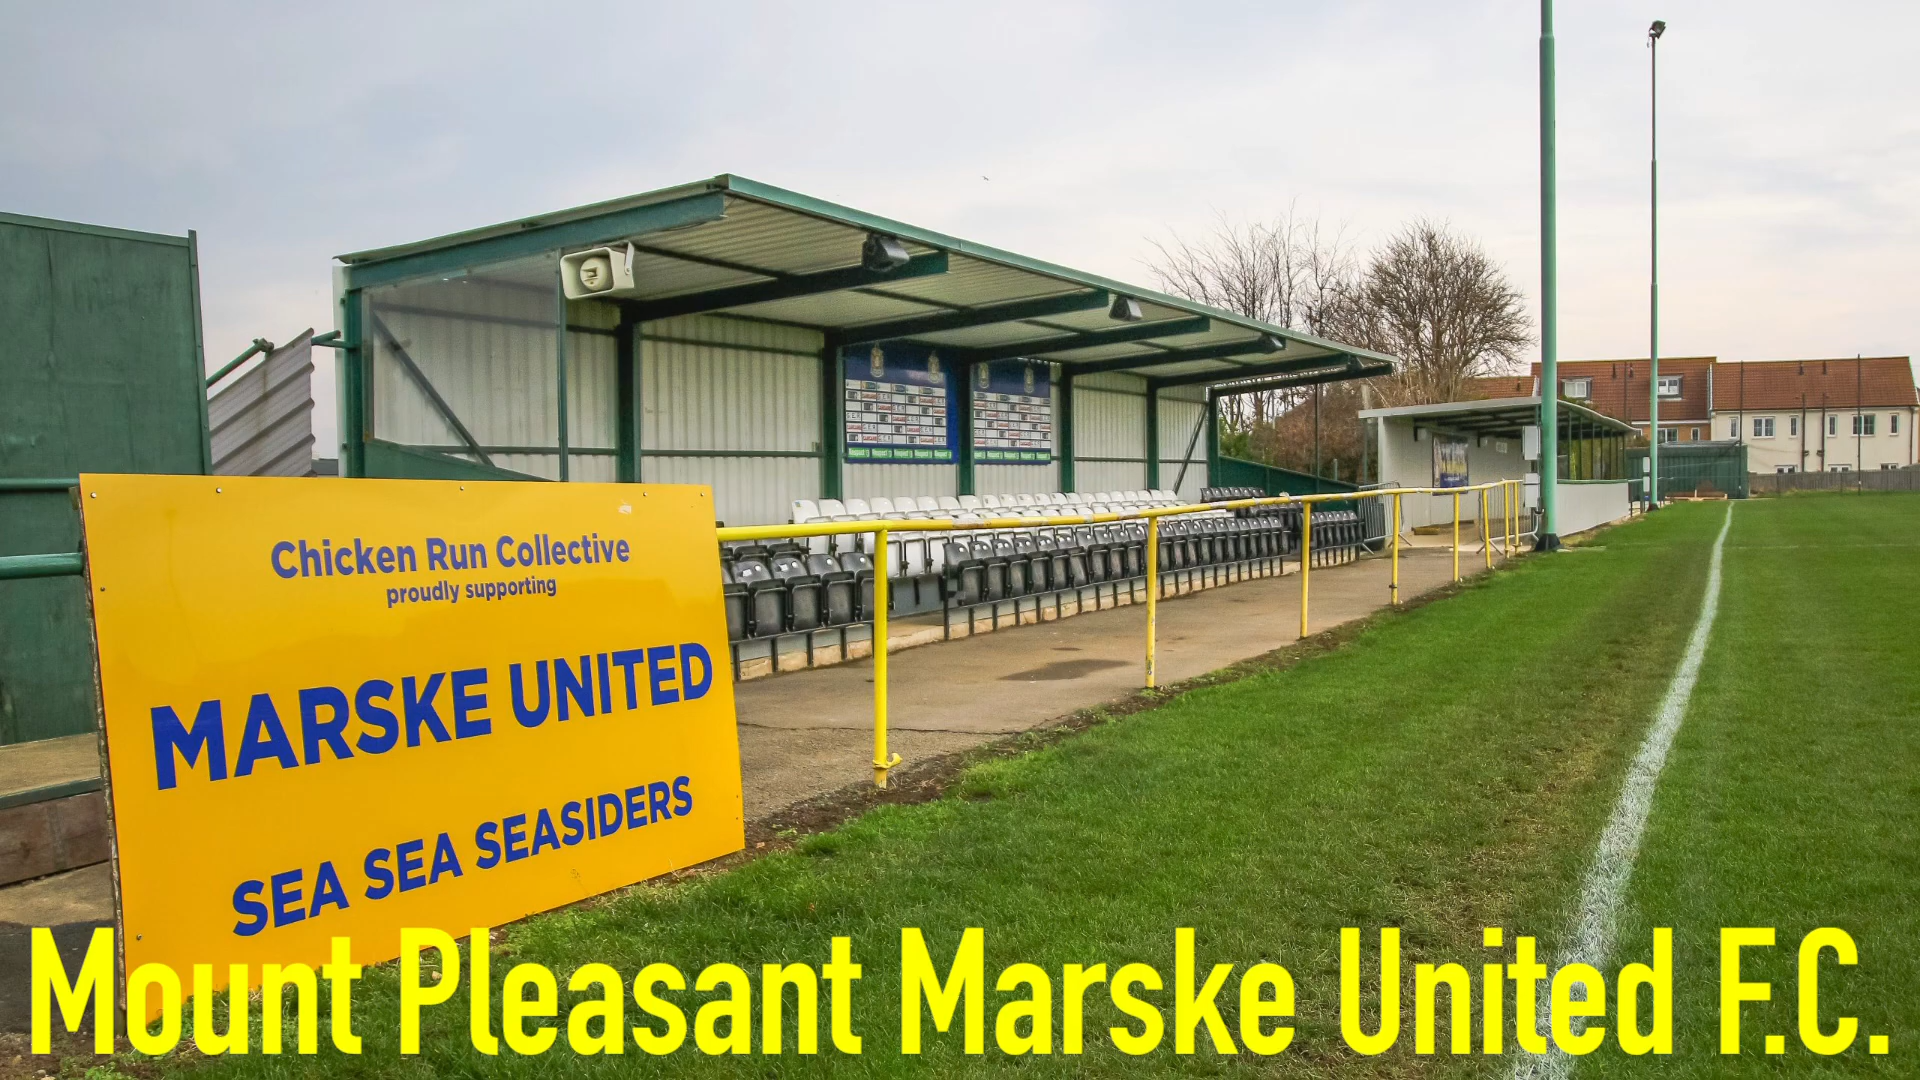 Chicken Run Collective
proudly supporting
MARSKE UNITED
SEA SEA SEASIDERS
Mount Pleasant Marske United F.C.